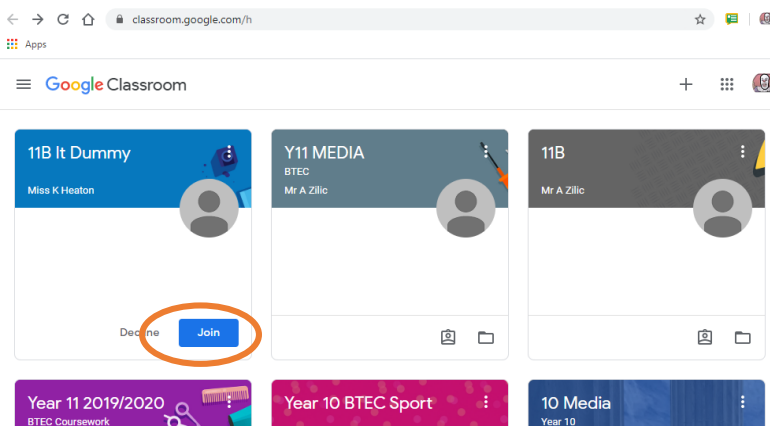 classroom.google.com/h
Apps
Google Classroom
11B It Dummy
Miss K Heaton
Decline Join
Y11 MEDIA
BTEC
Mr A Zilic
11B
Mr A Zilic
Year 11 2019/2020
BTEC Coursework
Year 10 BTEC Sport
10 Media
Year 10